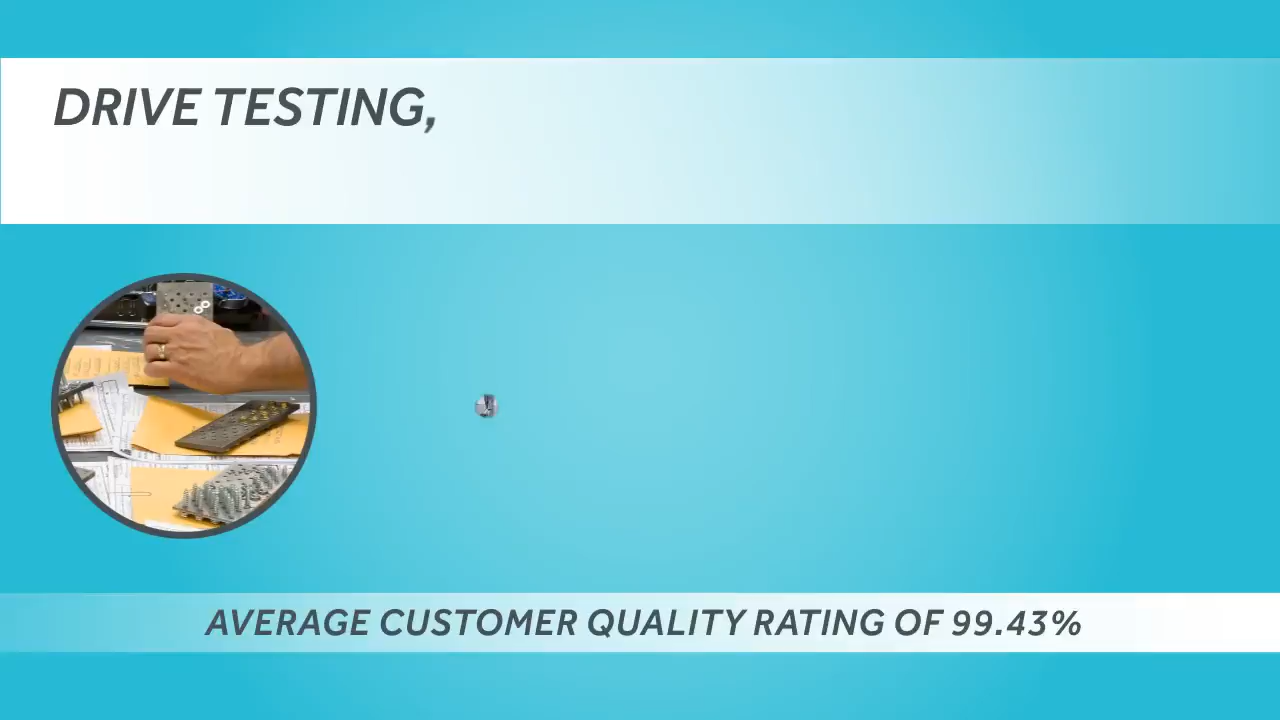 DRIVE TESTING,
AVERAGE CUSTOMER QUALITY RATING OF 99.43%